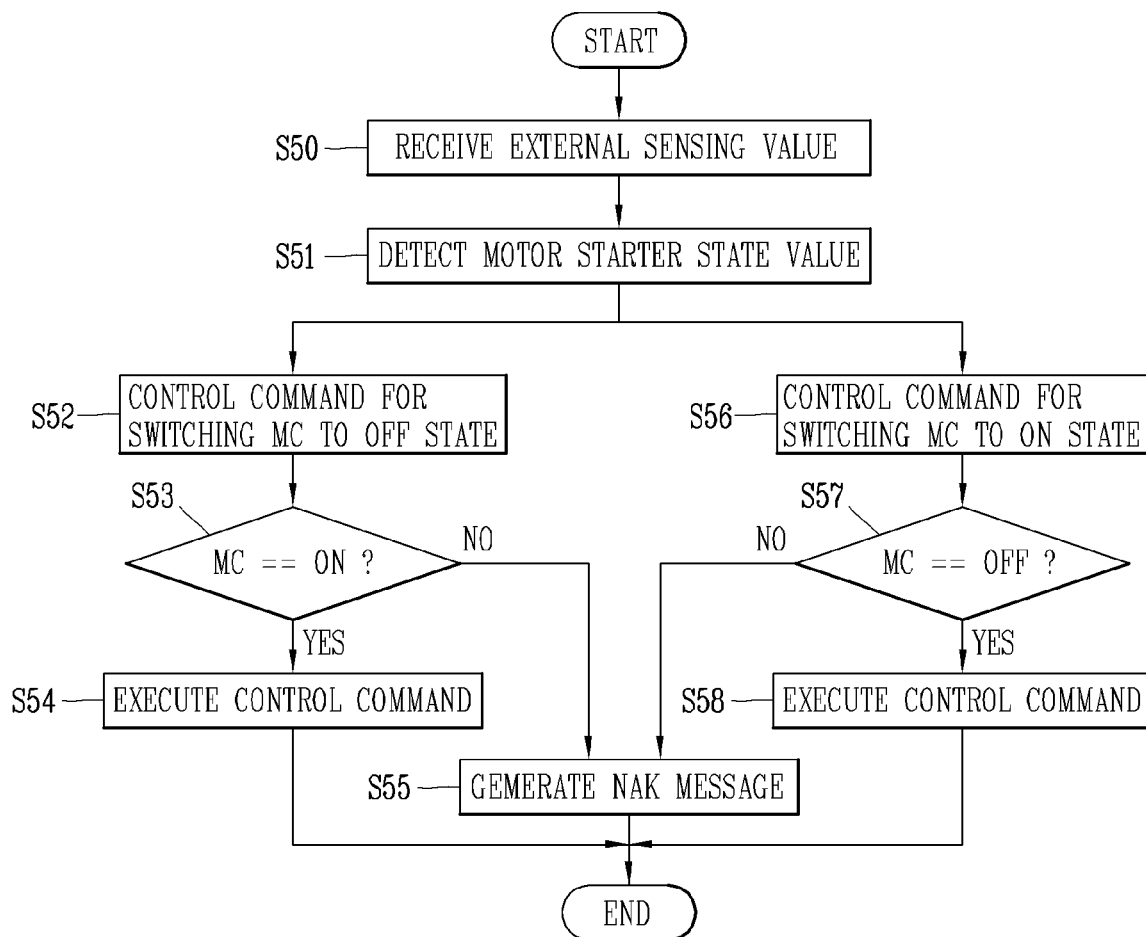 START
S50
RECEIVE EXTERNAL SENSING VALUE
S51
DETECT MOTOR STARTER STATE VALUE
S52
CONTROL COMMAND FOR
SWITCHING MC TO OFF STATE
S56
CONTROL COMMAND FOR
SWITCHING MC TO ON STATE
S53
MC == ON ?
NO
YES
S57
MC == OFF ?
NO
YES
S54
EXECUTE CONTROL COMMAND
S58
EXECUTE CONTROL COMMAND
S55
GEMERATE NAK MESSAGE
END